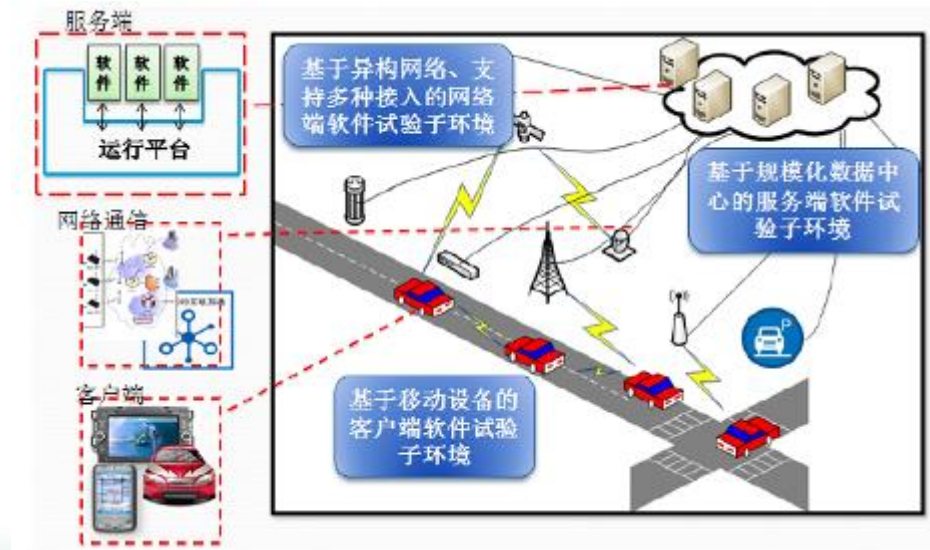 服务端
软件
软件
软件
运行平台
网络通信
客户端
基于异构网络、支
持多种接入的网络
端软件试验子环境
基于规模化数据中
心的服务端软件试
验子环境
P
基于移动设备的
客户端软件试验
子环境